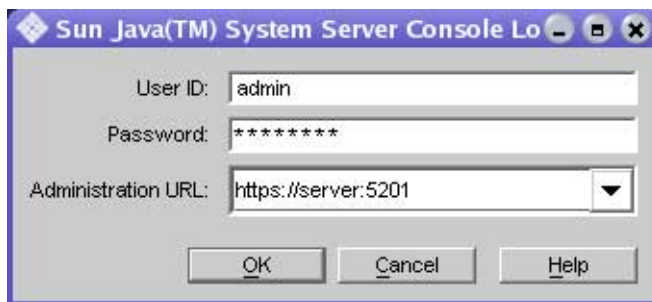 Sun Java(TM) System Server Console Lo
User ID: admin
Password: ********
Administration URL: https://server:5201
OK Cancel Help